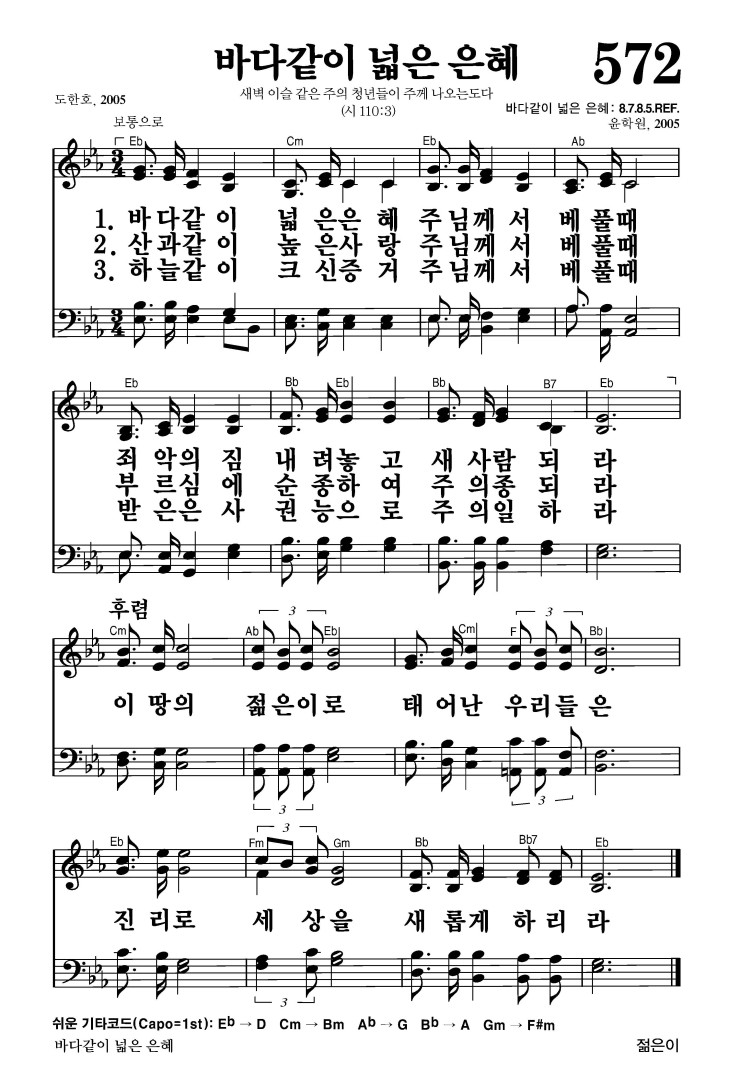 바다같이 넓은 은혜 572
새벽 이슬 같은 주의 청년들이 주께 나오는도다
(시 110:3)
도한호, 2005
바다같이 넓은 은혜: 8.7.8.5.REF.
윤학원, 2005
보통으로
Eb Cm Eb Ab
3 4
1. 바 다같 이 넓 은은 혜 주 님께 서 베 풀때
2. 산 과같 이 높 은사 랑 주 님께 서 베 풀때
3. 하 늘같 이 크 신증 거 주 님께 서 베 풀때
3 4
Eb Bb Eb Bb B7 Eb
죄 악의 짐 내 려놓 고 새 사람 되 라
부 르심 에 순 종하 여 주 의종 되 라
받 은은 사 권 능으 로 주 의일 하 라
후렴
3 3
Cm Ab Eb Cm F Bb
이 땅의 젊은이로 태 어난 우리들 은
3 3
3
Eb Fm Gm Bb Bb7 Eb
진 리로 세 상을 새 롭게 하 리 라
3
쉬운 기타코드(Capo=1st): Eb → D Cm → Bm Ab → G Bb → A Gm → F#m
바다같이 넓은 은혜 젊은이